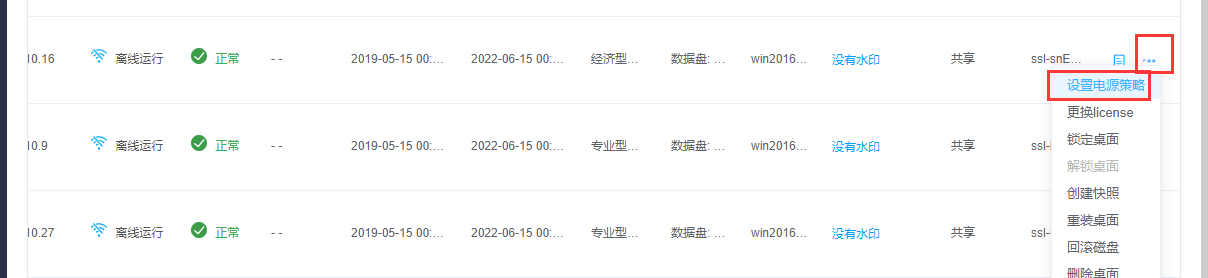 10.16 离线运行 正常 - - 2019-05-15 00:... 2022-06-15 00:... 经济型... 数据盘: ... win2016... 没有水印 共享 ssl-snE...
设置电源策略
更换license
10.9 离线运行 正常 - - 2019-05-15 00:... 2022-06-15 00:... 专业型... 数据盘: ... win2016... 没有水印 共享 ssl-
锁定桌面
解锁桌面
创建快照
重装桌面
10.27 离线运行 正常 - - 2019-05-15 00:... 2022-06-15 00:... 专业型... 数据盘: ... win2016... 没有水印 共享 ssl-
回滚磁盘
删除桌面